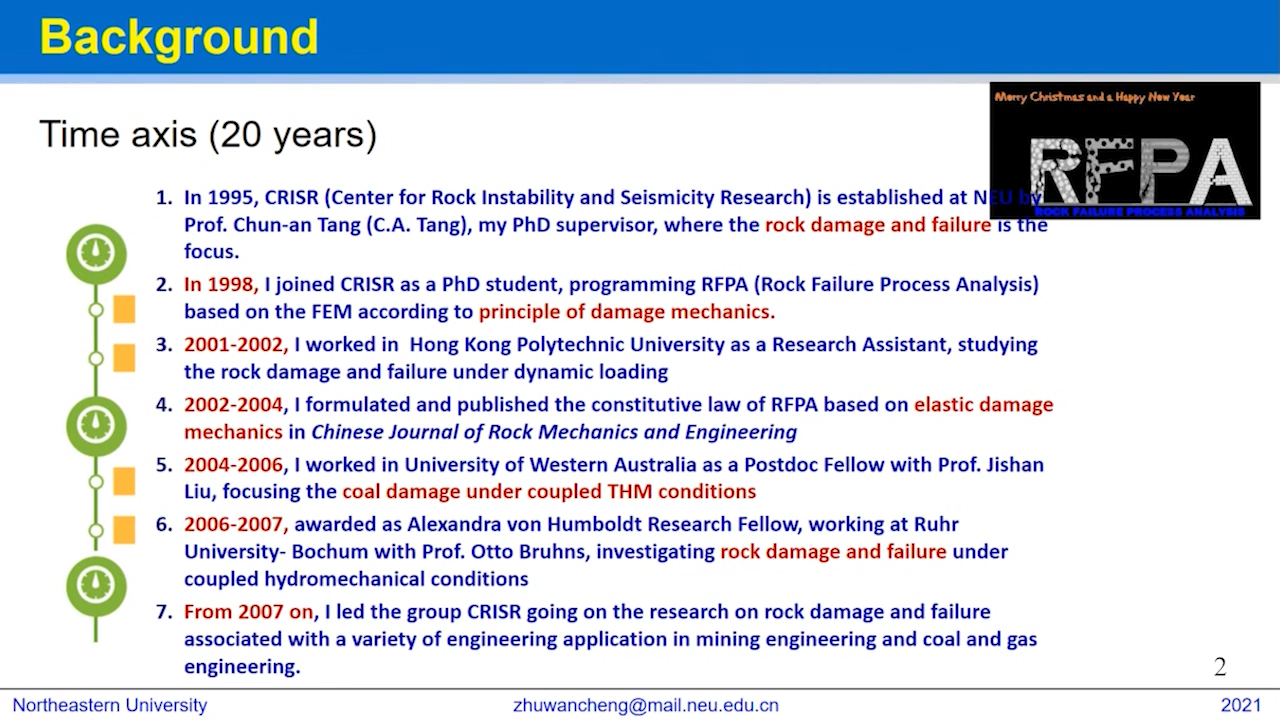 Background
Time axis (20 years)
Merry Christmas and a Happy New Year
RFPA
ROCK FAILURE PROCESS ANALYSIS
1. In 1995, CRISR (Center for Rock Instability and Seismicity Research) is established at NEU by
Prof. Chun-an Tang (C.A. Tang), my PhD supervisor, where the rock damage and failure is the
focus.
2. In 1998, I joined CRISR as a PhD student, programming RFPA (Rock Failure Process Analysis)
based on the FEM according to principle of damage mechanics.
3. 2001-2002, I worked in Hong Kong Polytechnic University as a Research Assistant, studying
the rock damage and failure under dynamic loading
4. 2002-2004, I formulated and published the constitutive law of RFPA based on elastic damage
mechanics in Chinese Journal of Rock Mechanics and Engineering
5. 2004-2006, I worked in University of Western Australia as a Postdoc Fellow with Prof. Jishan
Liu, focusing the coal damage under coupled THM conditions
6. 2006-2007, awarded as Alexandra von Humboldt Research Fellow, working at Ruhr
University- Bochum with Prof. Otto Bruhns, investigating rock damage and failure under
coupled hydromechanical conditions
7. From 2007 on, I led the group CRISR going on the research on rock damage and failure
associated with a variety of engineering application in mining engineering and coal and gas
engineering.
2
Northeastern University
zhuwancheng@mail.neu.edu.cn
2021